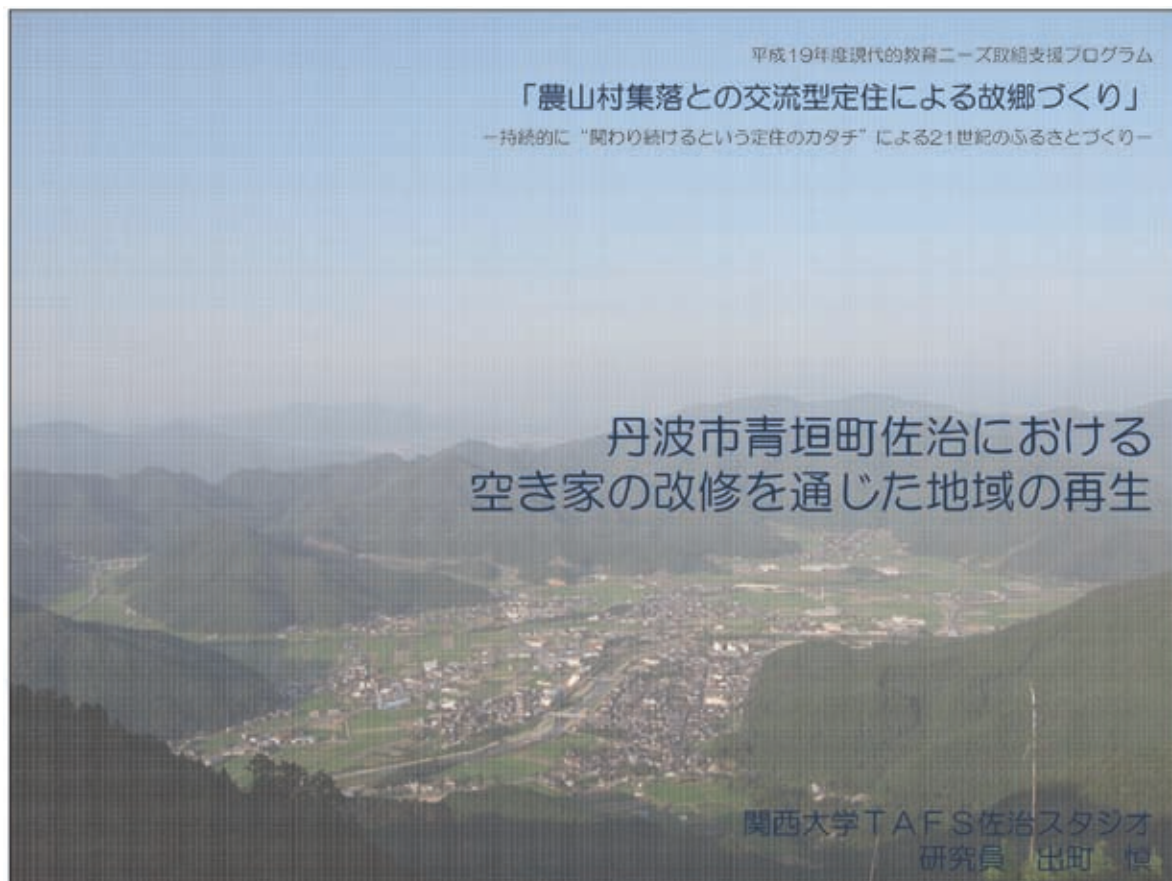 平成19年度現代的教育ニーズ取組支援プログラム
「農山村集落との交流型定住による故郷づくり」
－持続的に“関わり続けるという定住のカタチ”による21世紀のふるさとづくり－
丹波市青垣町佐治における
空き家の改修を通じた地域の再生
関西大学ＴＡＦＳ佐治スタジオ
研究員　出町　慎